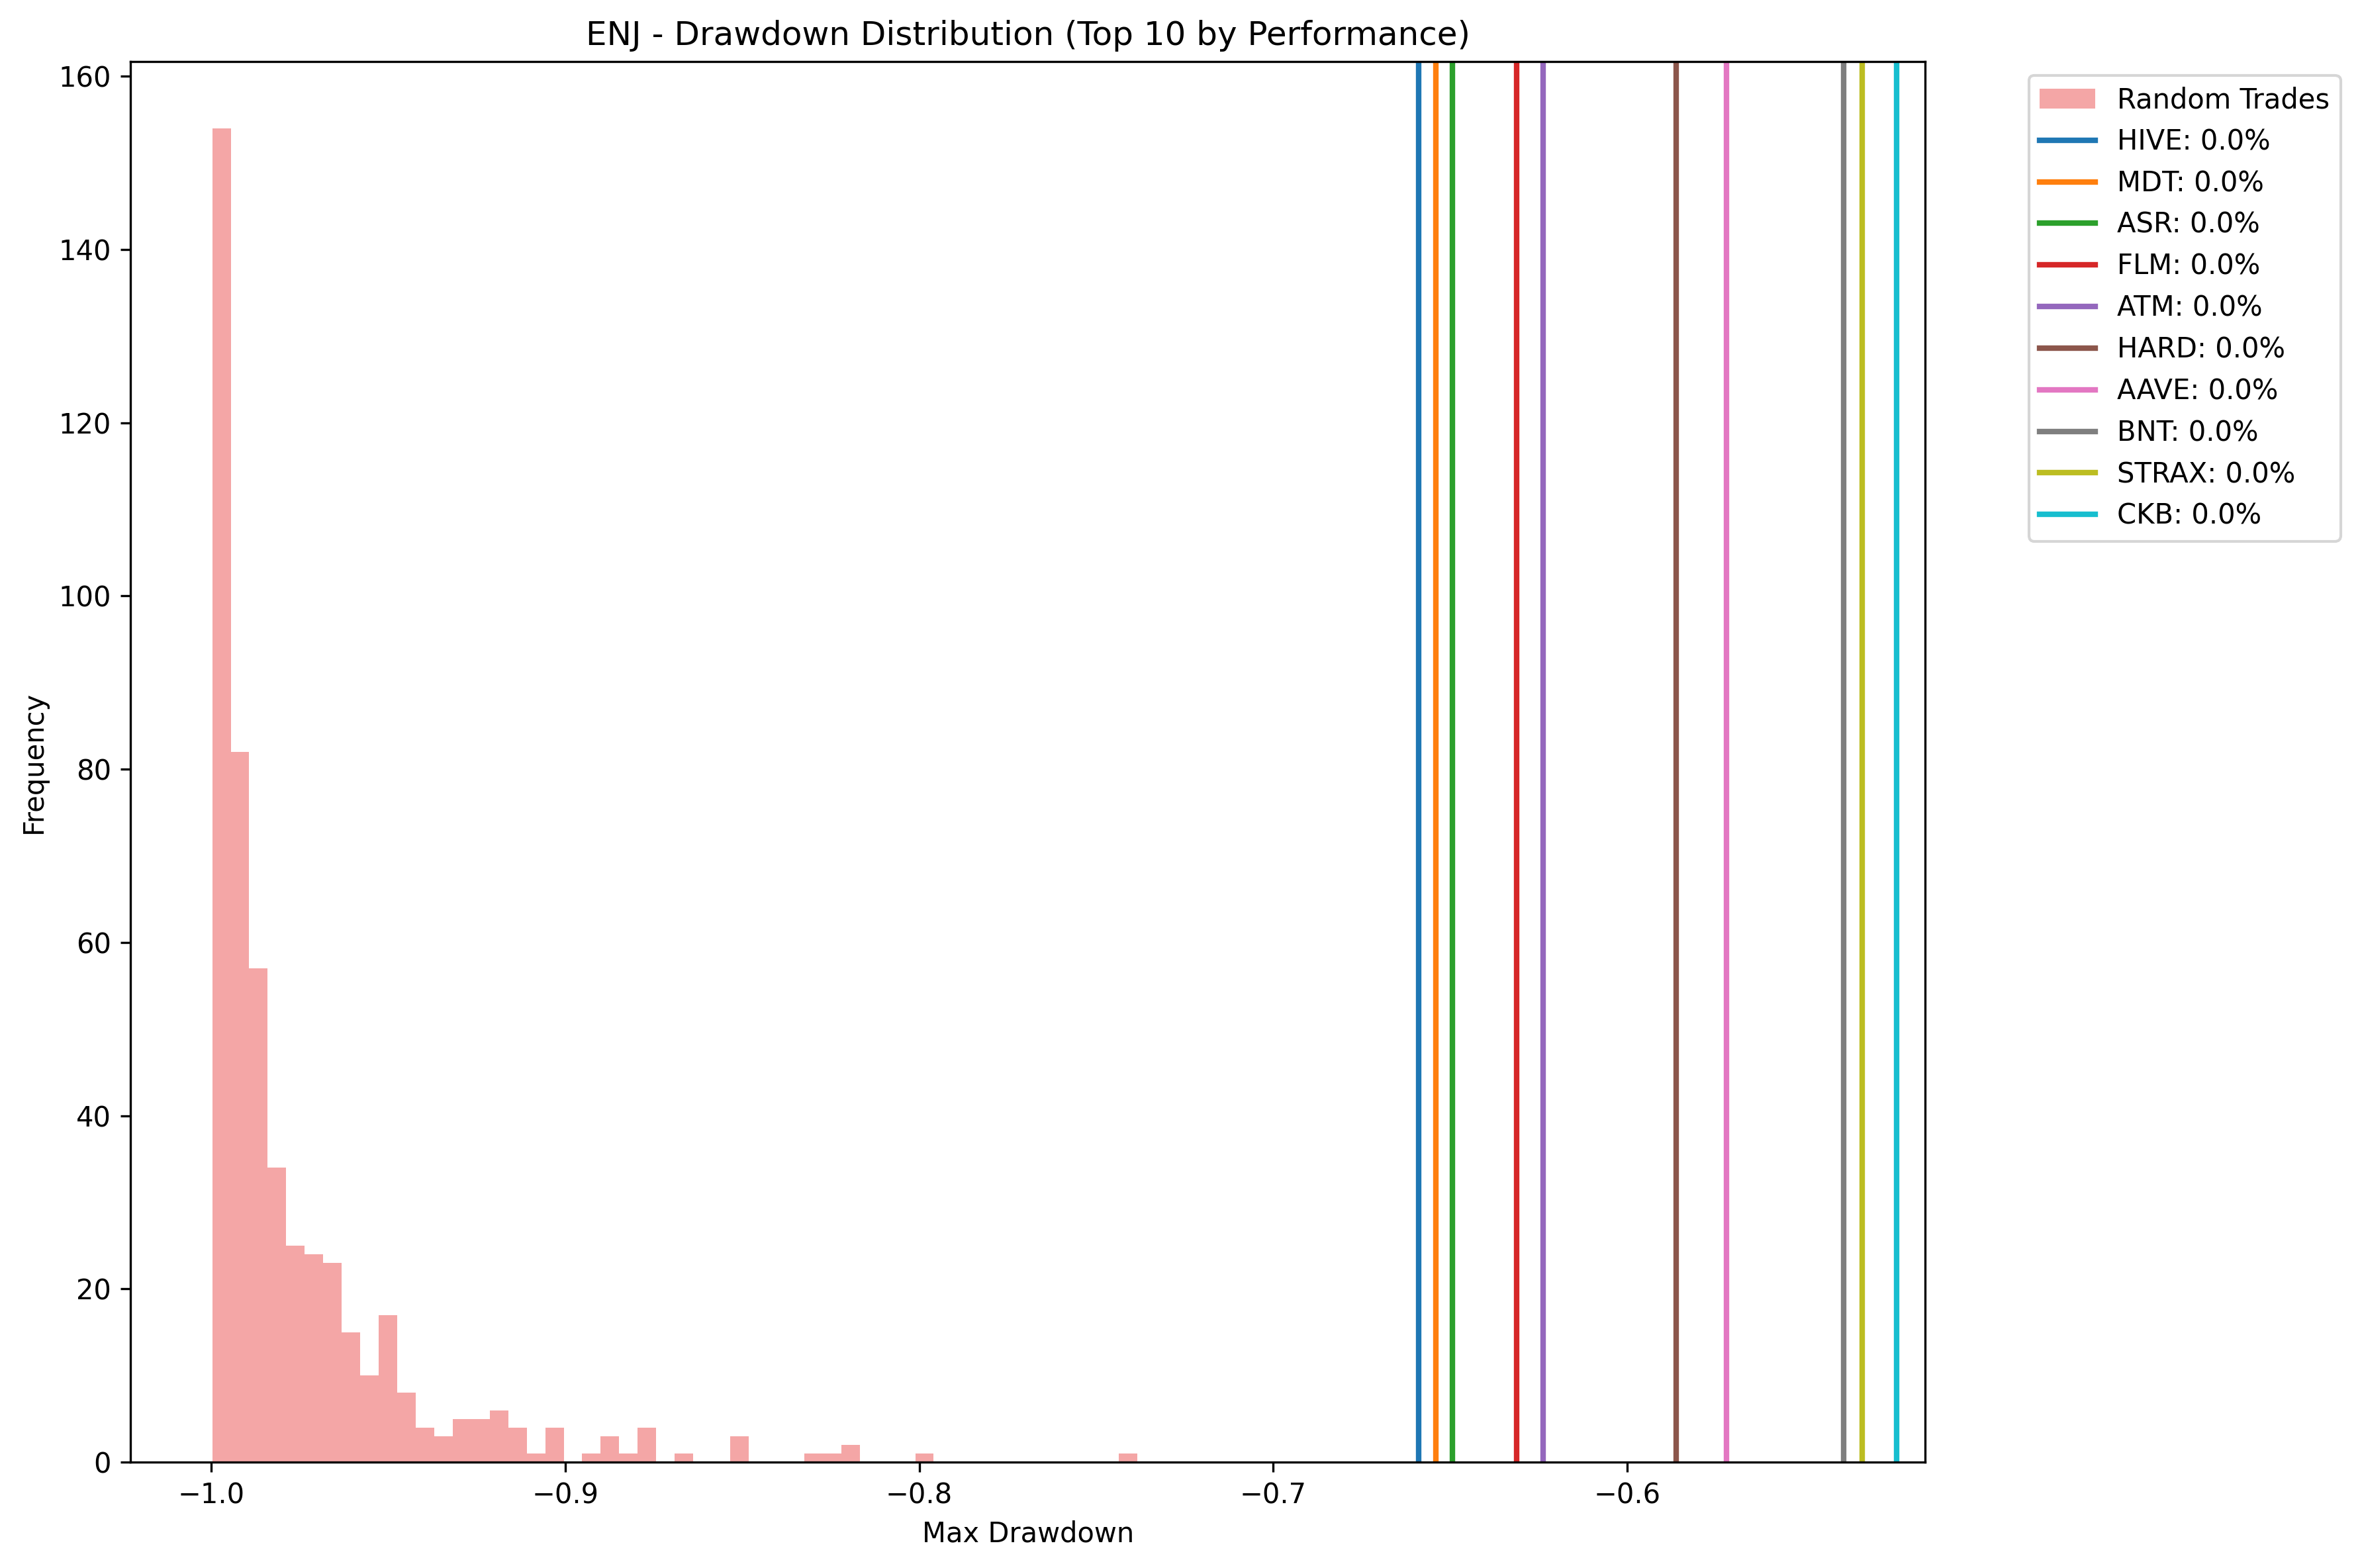 ENJ - Drawdown Distribution (Top 10 by Performance)
160
140
120
100
80
60
40
20
0
Frequency
−1.0
−0.9
−0.8
−0.7
−0.6
Max Drawdown
Random Trades
HIVE: 0.0%
MDT: 0.0%
ASR: 0.0%
FLM: 0.0%
ATM: 0.0%
HARD: 0.0%
AAVE: 0.0%
BNT: 0.0%
STRAX: 0.0%
CKB: 0.0%